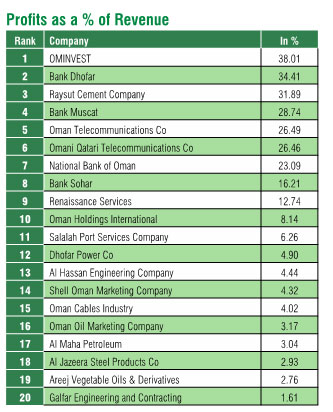 Profits as a % of Revenue
Rank Company In %
1 OMINVEST 38.01
2 Bank Dhofar 34.41
3 Raysut Cement Company 31.89
4 Bank Muscat 28.74
5 Oman Telecommunications Co 26.49
6 Omani Qatari Telecommunications Co 26.46
7 National Bank of Oman 23.09
8 Bank Sohar 16.21
9 Renaissance Services 12.74
10 Oman Holdings International 8.14
11 Salalah Port Services Company 6.26
12 Dhofar Power Co 4.90
13 Al Hassan Engineering Company 4.44
14 Shell Oman Marketing Company 4.32
15 Oman Cables Industry 4.02
16 Oman Oil Marketing Company 3.17
17 Al Maha Petroleum 3.04
18 Al Jazeera Steel Products Co 2.93
19 Areej Vegetable Oils & Derivatives 2.76
20 Galfar Engineering and Contracting 1.61